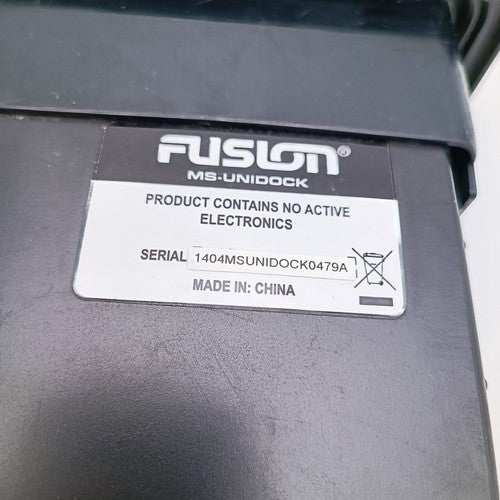 FUSION®
MS-UNIDOCK
PRODUCT CONTAINS NO ACTIVE
ELECTRONICS
SERIAL 1404MSUNIDOCK0479A
MADE IN: CHINA